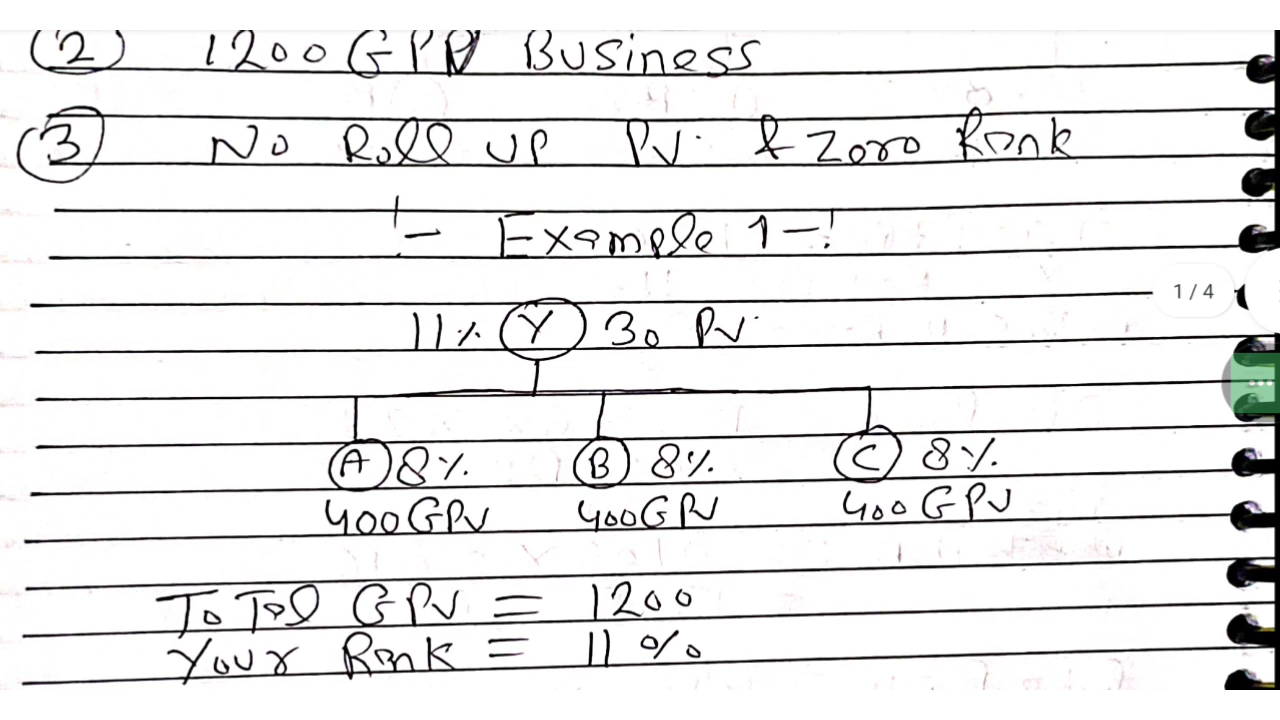 (2) 1200 GPV Business
(3) No Roll UP PV & Zoro Rank
!- Example 1 -!
11% (Y) 30 PV
(A) 8% (B) 8% (C) 8%
400 GPV 400 GPV 400 GPV
ToTal GPV = 1200
Your Rank = 11%
1/4